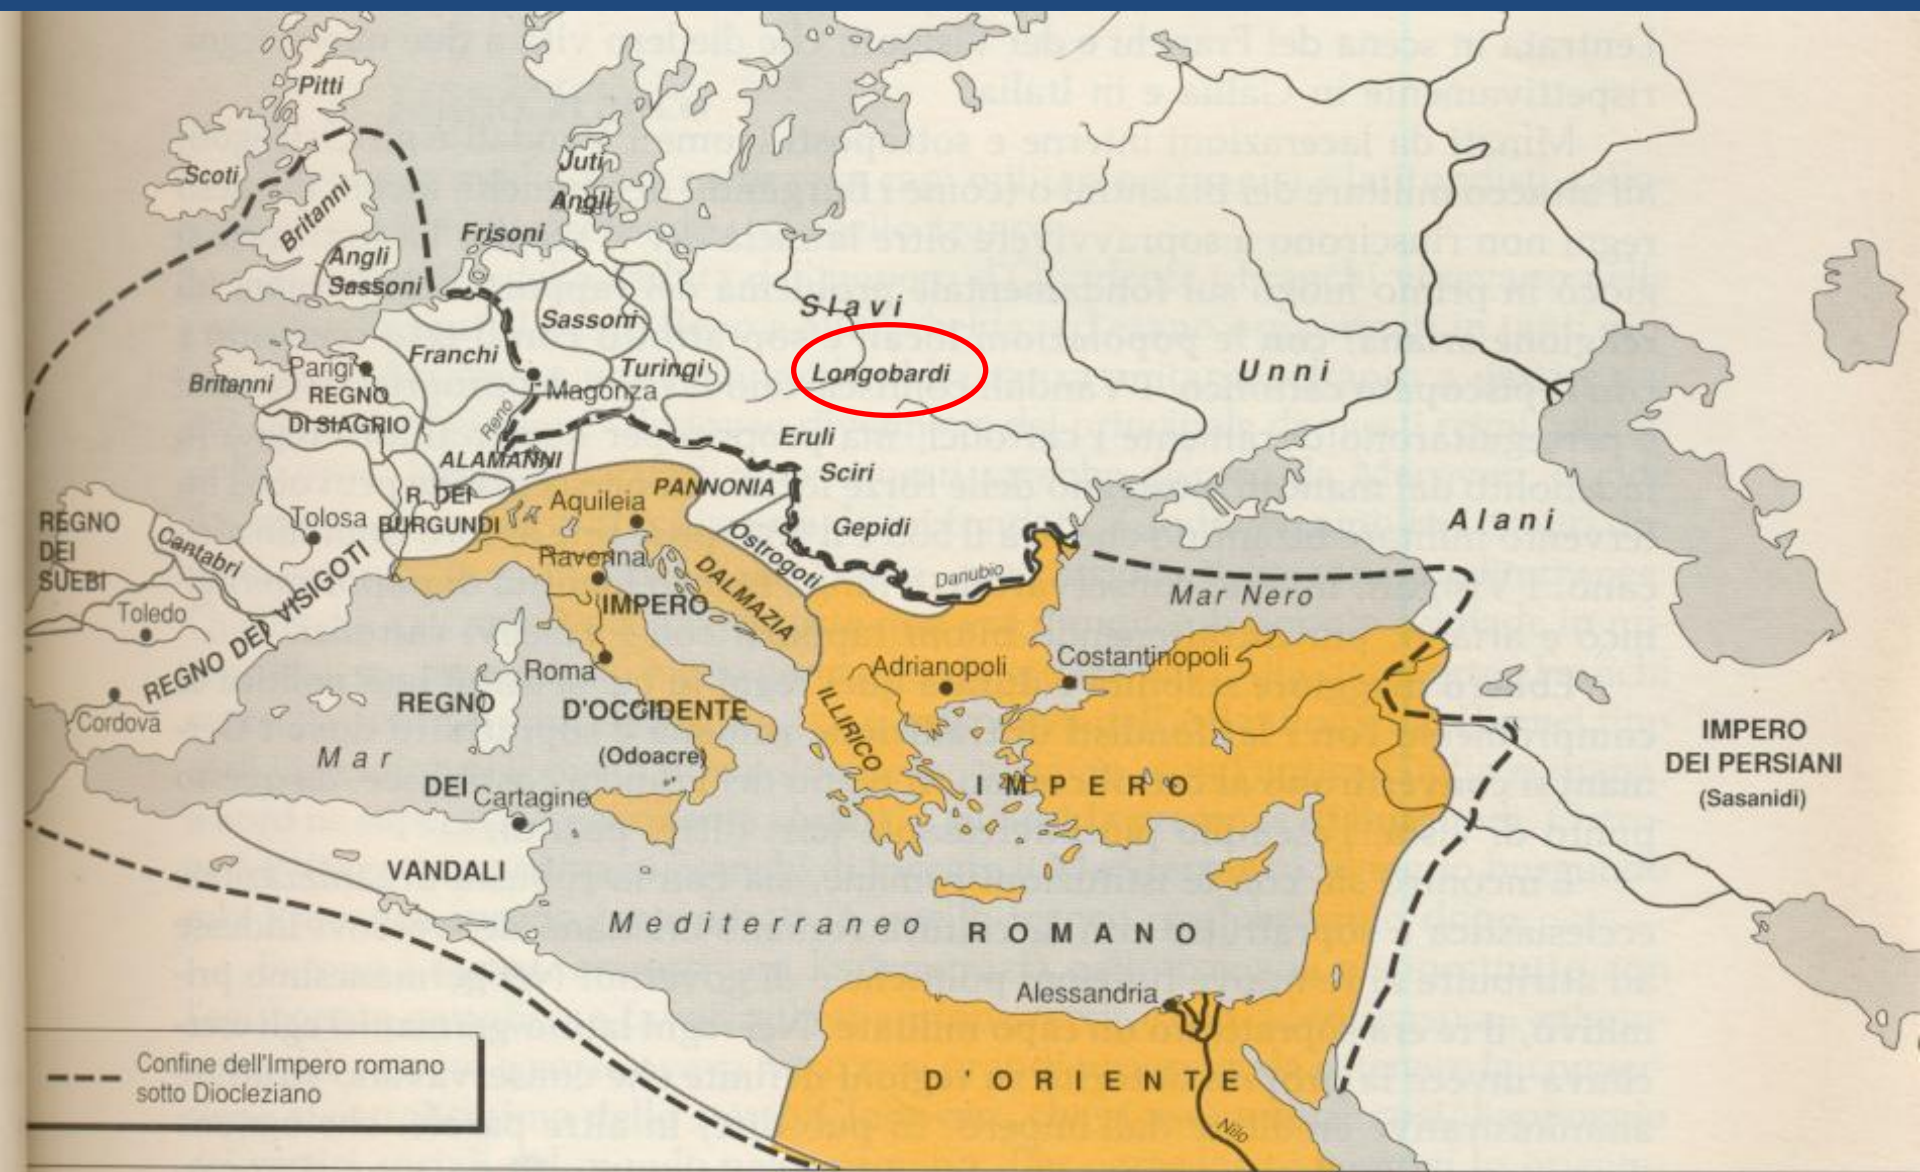 Pitti
Scoti
Britanni
Juti
Angli
Frisoni
Angli
Sassoni
Slavi
Sassoni
Franchi
Turingi
Longobardi
Unni
Parigi
Britanni
REGNO
DI SIAGRIO
Magonza
Reno
Eruli
Sciri
ALAMANNI
PANNONIA
R. DEI
BURGUNDI
Aquileia
Tolosa
REGNO
DEI
SUEBI
Cantabri
Gepidi
Alani
Ostrogoti
Ravenna
DALMAZIA
Danubio
Mar Nero
Toledo
REGNO DEI VISIGOTI
IMPERO
Roma
Adrianopoli
Costantinopoli
Cordova
REGNO
D'OCCIDENTE
(Odoacre)
ILLIRICO
IMPERO
DEI PERSIANI
(Sasanidi)
Mar
DEI
Cartagine
IMPERO
VANDALI
Mediterraneo
ROMANO
Alessandria
D'ORIENTE
Nilo
Confine dell'Impero romano
sotto Diocleziano